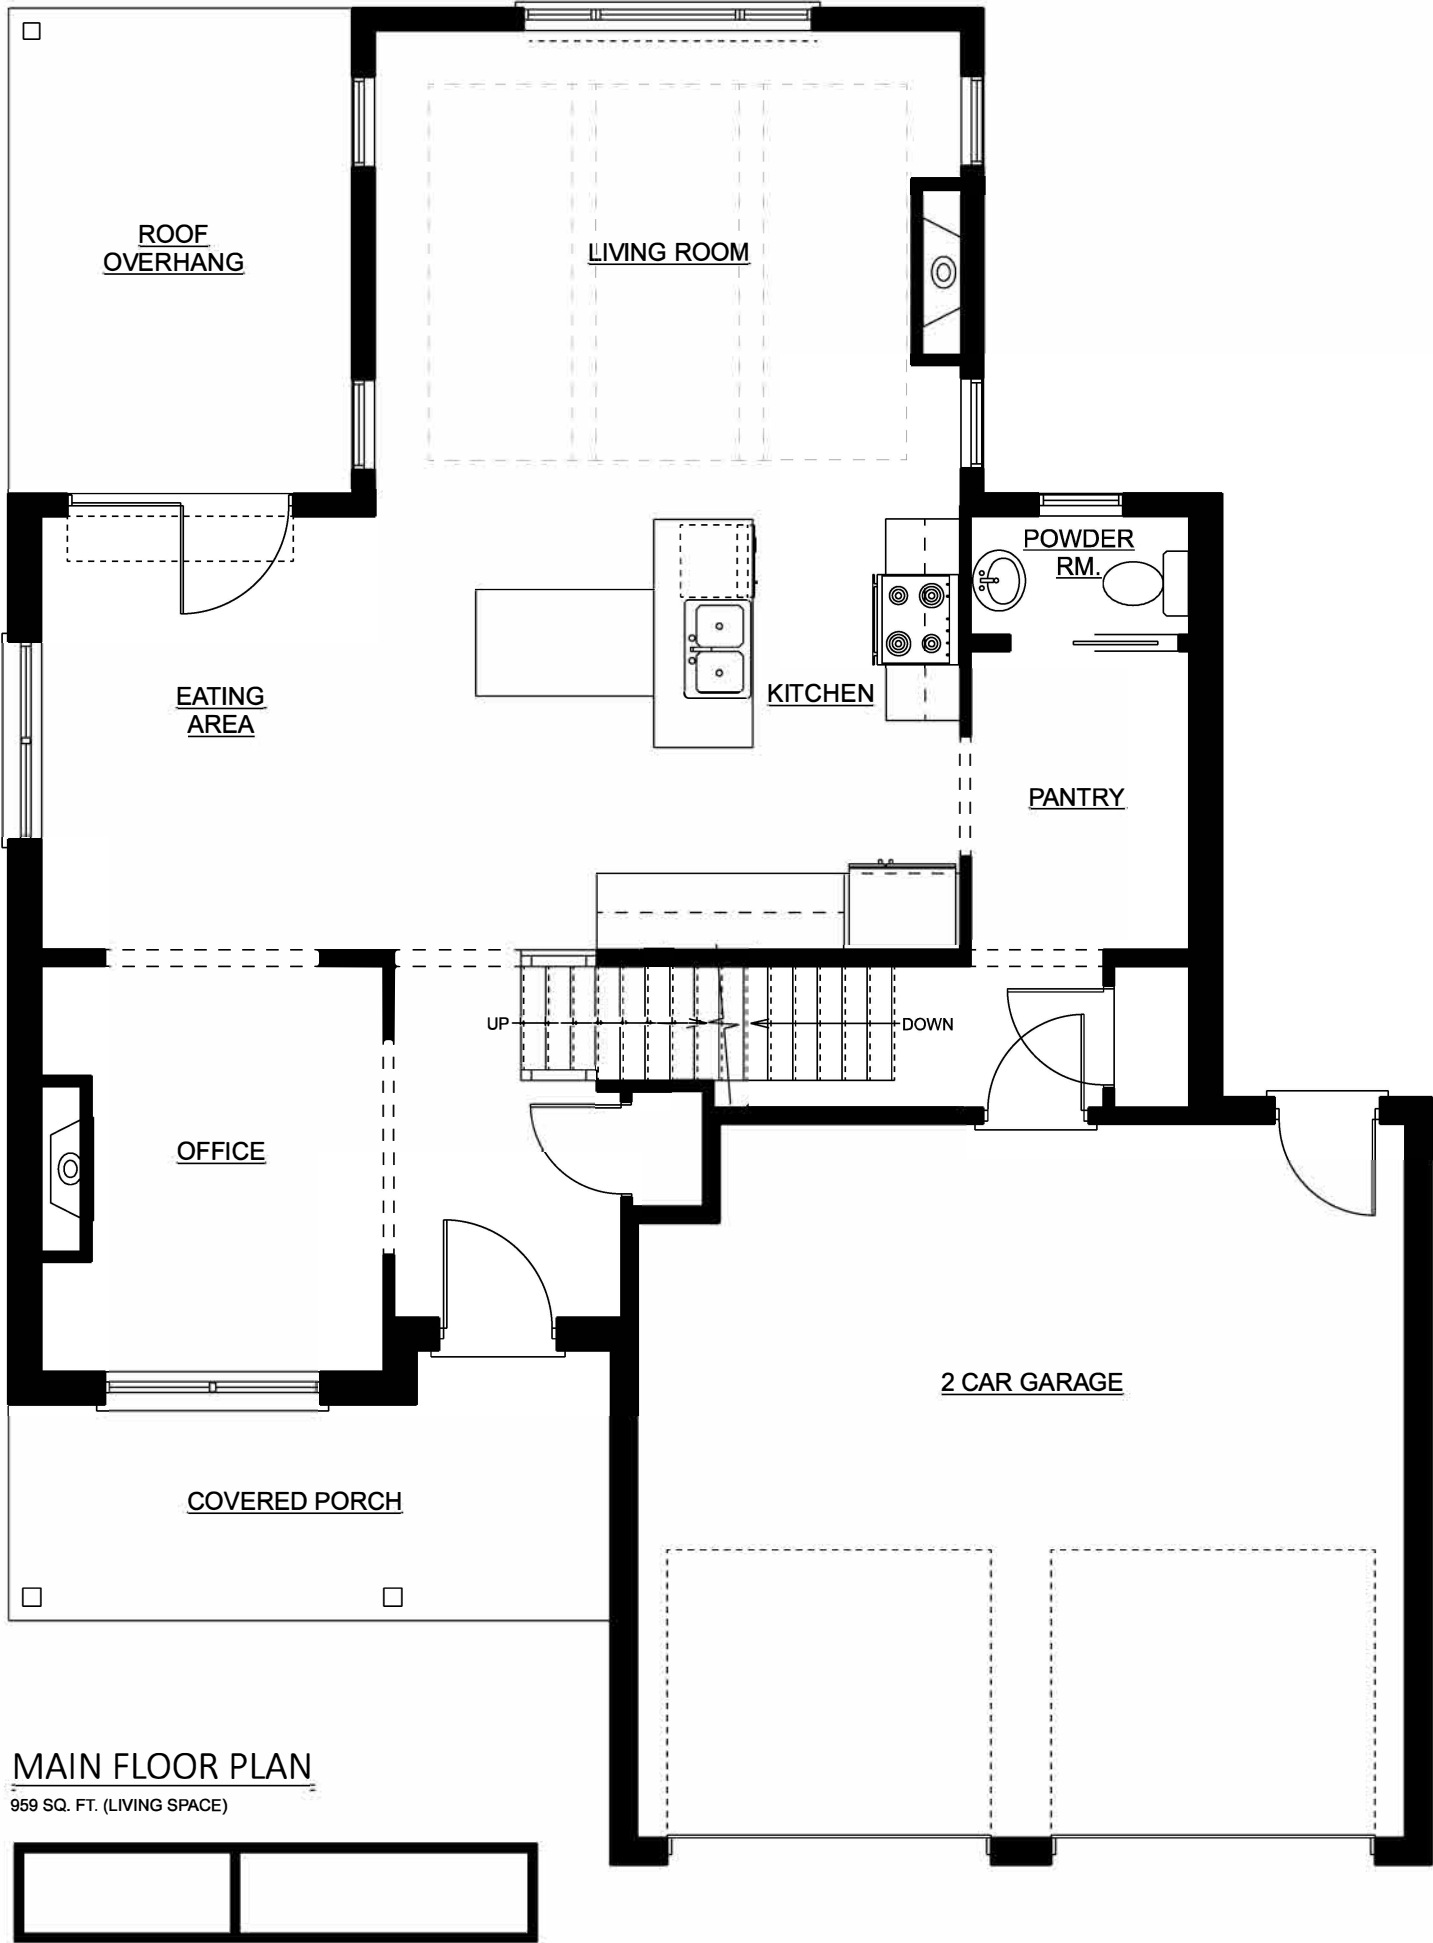 ROOF
OVERHANG
LIVING ROOM
POWDER
RM.
EATING
AREA
KITCHEN
PANTRY
UP
DOWN
OFFICE
2 CAR GARAGE
COVERED PORCH
MAIN FLOOR PLAN
959 SQ. FT. (LIVING SPACE)